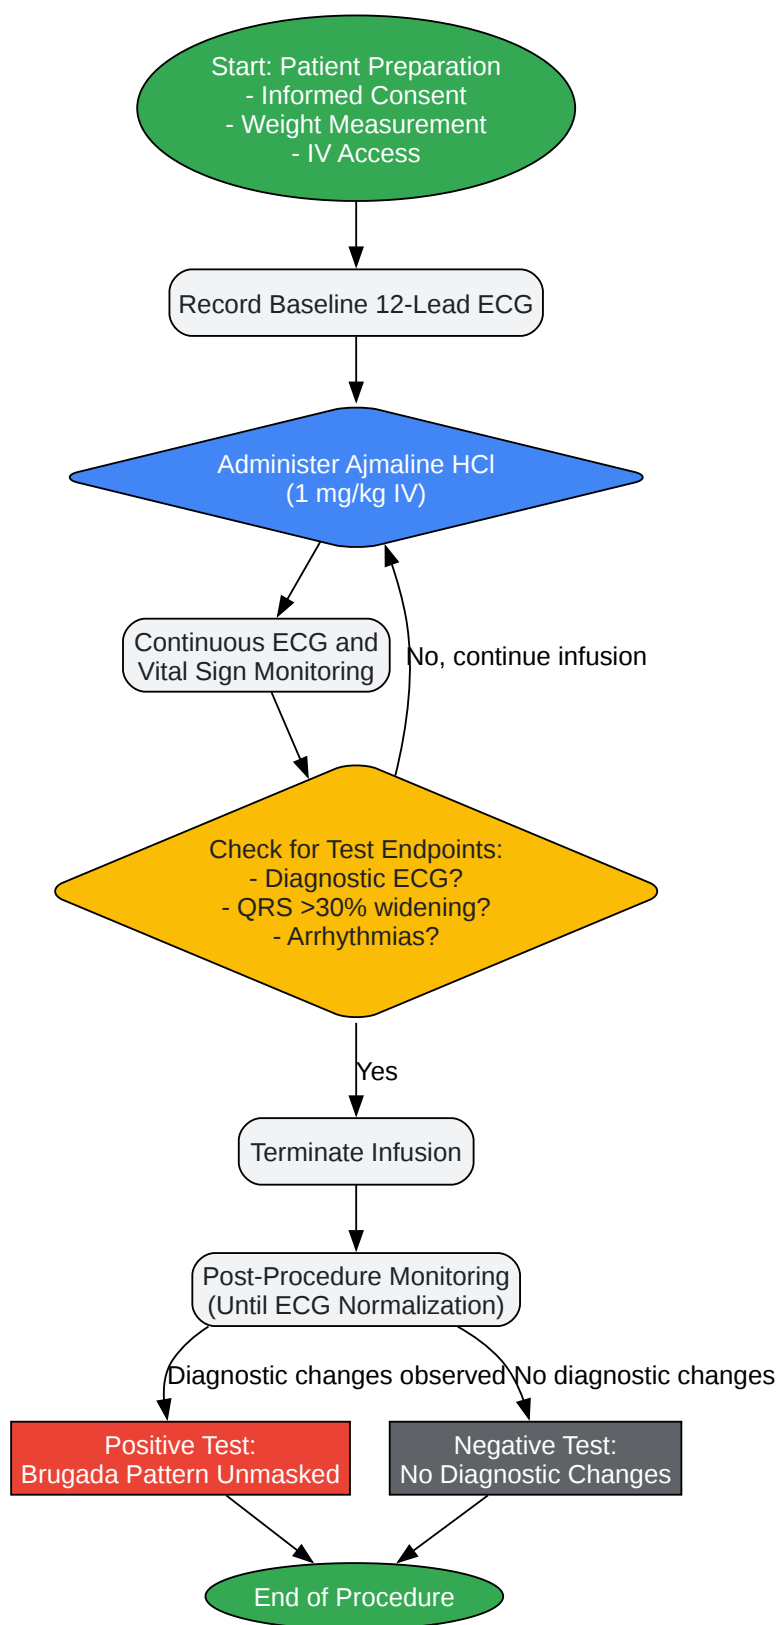 Start: Patient Preparation
- Informed Consent
- Weight Measurement
- IV Access
Record Baseline 12-Lead ECG
Administer Ajmaline HCl
(1 mg/kg IV)
Continuous ECG and
Vital Sign Monitoring
No, continue infusion
Check for Test Endpoints:
- Diagnostic ECG?
- QRS >30% widening?
- Arrhythmias?
Yes
Terminate Infusion
Post-Procedure Monitoring
(Until ECG Normalization)
Diagnostic changes observed
No diagnostic changes
Positive Test:
Brugada Pattern Unmasked
Negative Test:
No Diagnostic Changes
End of Procedure